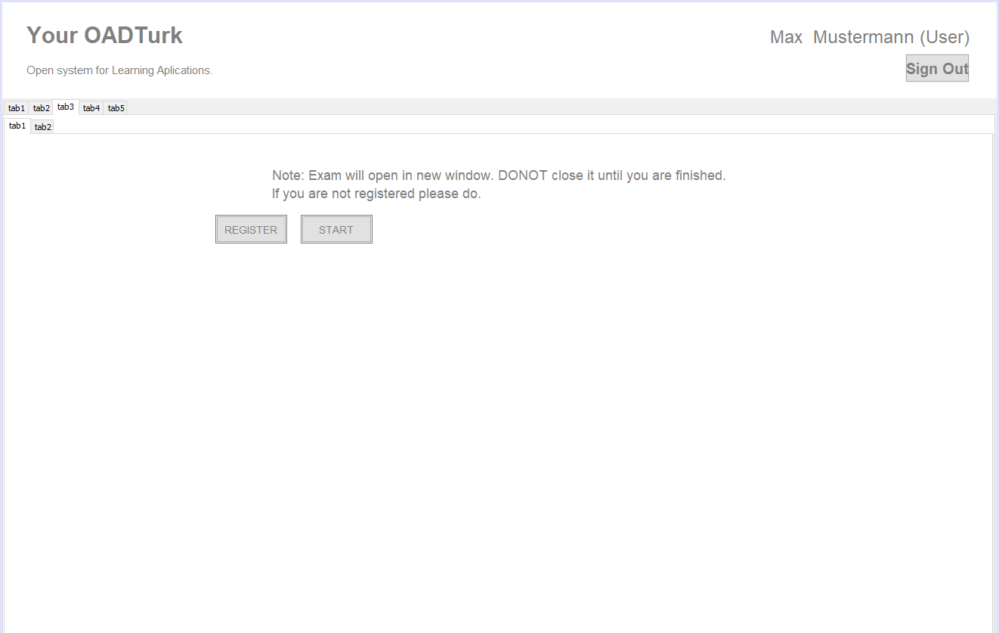 Your OADTurk
Max Mustermann (User)
Open system for Learning Aplications.
Sign Out
tab1 tab2 tab3 tab4 tab5
tab1 tab2
Note: Exam will open in new window. DONOT close it until you are finished.
If you are not registered please do.
REGISTER START